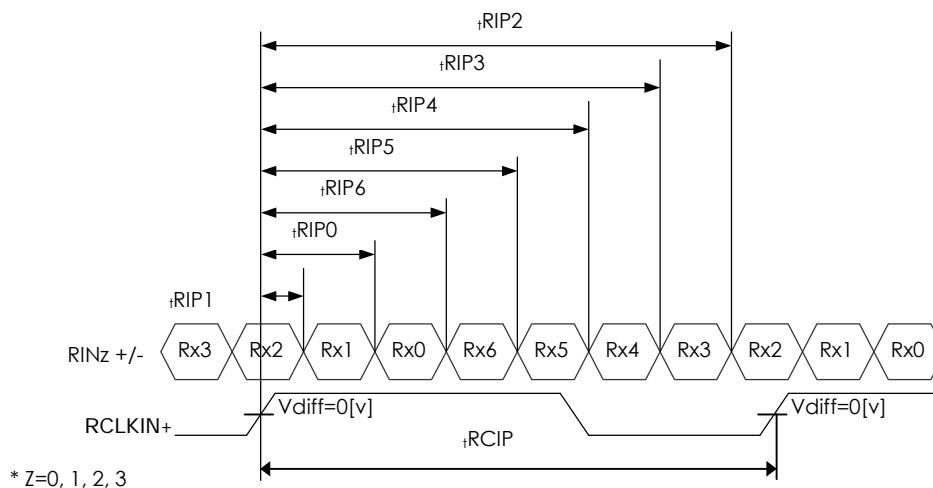 tRIP2
tRIP3
tRIP4
tRIP5
tRIP6
tRIP0
tRIP1
RINz +/- Rx3 Rx2 Rx1 Rx0 Rx6 Rx5 Rx4 Rx3 Rx2 Rx1 Rx0
RCLKIN+ Vdiff=0[v] Vdiff=0[v]
tRCIP
* Z=0, 1, 2, 3